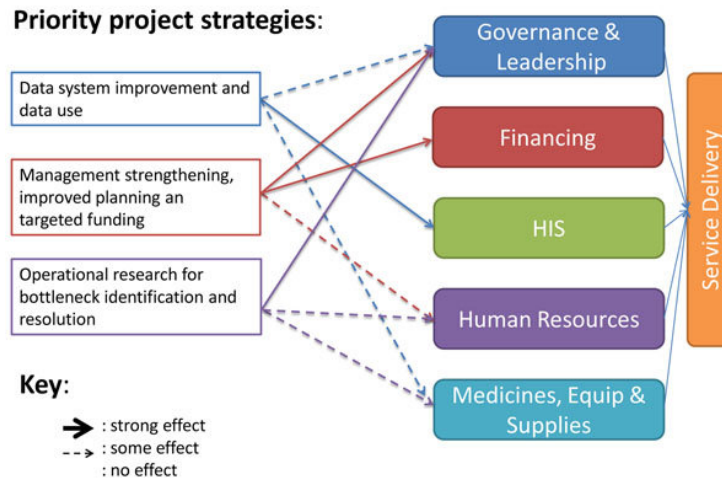 Priority project strategies:
Data system improvement and
data use
Management strengthening,
improved planning an
targeted funding
Operational research for
bottleneck identification and
resolution
Key:
: strong effect
: some effect
: no effect
Governance &
Leadership
Financing
HIS
Human Resources
Medicines, Equip &
Supplies
Service Delivery